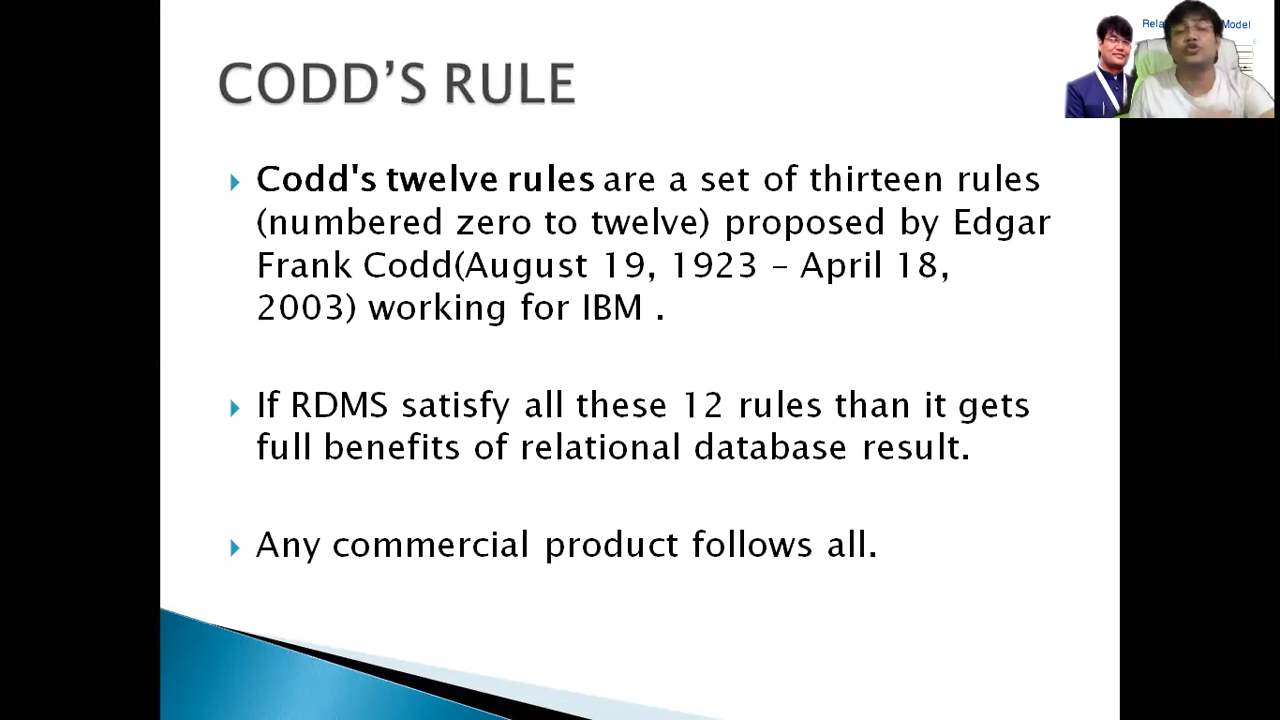 CODD'S RULE
Codd's twelve rules are a set of thirteen rules
(numbered zero to twelve) proposed by Edgar
Frank Codd(August 19, 1923 – April 18,
2003) working for IBM .
If RDMS satisfy all these 12 rules than it gets
full benefits of relational database result.
Any commercial product follows all.
Model